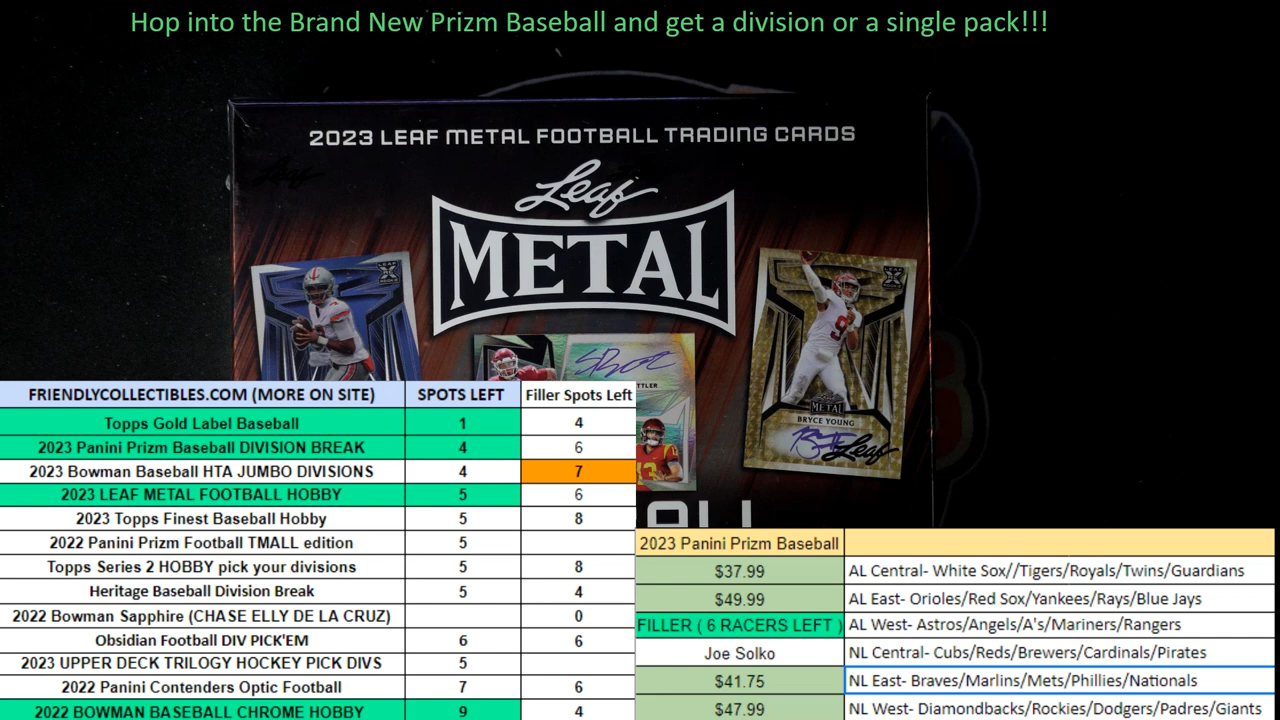 Hop into the Brand New Prizm Baseball and get a division or a single pack!!!
2023 LEAF METAL FOOTBALL TRADING CARDS
Leaf
METAL
BRYCE YOUNG
Leaf
FRIENDLYCOLLECTIBLES.COM (MORE ON SITE) SPOTS LEFT Filler Spots Left
Topps Gold Label Baseball 1 4
2023 Panini Prizm Baseball DIVISION BREAK 4 6
2023 Bowman Baseball HTA JUMBO DIVISIONS 4 7
2023 LEAF METAL FOOTBALL HOBBY 5 6
2023 Topps Finest Baseball Hobby 5 8
2022 Panini Prizm Football TMALL edition 5
Topps Series 2 HOBBY pick your divisions 5 8
Heritage Baseball Division Break 5 4
2022 Bowman Sapphire (CHASE ELLY DE LA CRUZ) 0
Obsidian Football DIV PICK'EM 6 6
2023 UPPER DECK TRILOGY HOCKEY PICK DIVS 5
2022 Panini Contenders Optic Football 7 6
2022 BOWMAN BASEBALL CHROME HOBBY 9 4
2023 Panini Prizm Baseball
$37.99 AL Central- White Sox//Tigers/Royals/Twins/Guardians
$49.99 AL East- Orioles/Red Sox/Yankees/Rays/Blue Jays
FILLER ( 6 RACERS LEFT ) AL West- Astros/Angels/A's/Mariners/Rangers
Joe Solko NL Central- Cubs/Reds/Brewers/Cardinals/Pirates
$41.75 NL East- Braves/Marlins/Mets/Phillies/Nationals
$47.99 NL West- Diamondbacks/Rockies/Dodgers/Padres/Giants